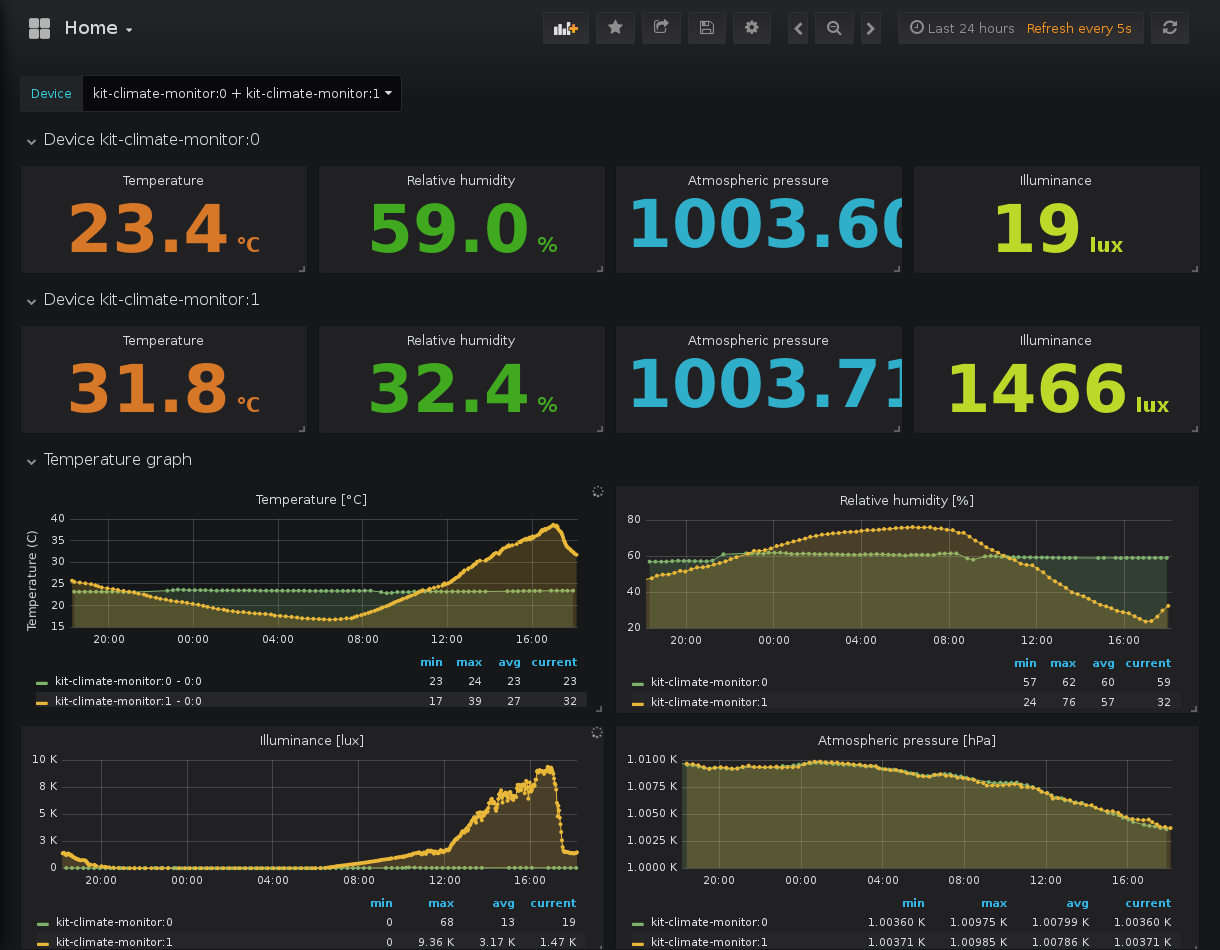 Home
Last 24 hours Refresh every 5s
Device kit-climate-monitor:0 + kit-climate-monitor:1
Device kit-climate-monitor:0
Temperature Relative humidity Atmospheric pressure Illuminance
23.4 °C 59.0 % 1003.60 19 lux
Device kit-climate-monitor:1
Temperature Relative humidity Atmospheric pressure Illuminance
31.8 °C 32.4 % 1003.71 1466 lux
Temperature graph
Temperature [°C]
Temperature (C)
40
35
30
25
20
15
20:00 00:00 04:00 08:00 12:00 16:00
min max avg current
kit-climate-monitor:0 - 0:0 23 24 23 23
kit-climate-monitor:1 - 0:0 17 39 27 32
Relative humidity [%]
80
60
40
20
20:00 00:00 04:00 08:00 12:00 16:00
min max avg current
kit-climate-monitor:0 57 62 60 59
kit-climate-monitor:1 24 76 57 32
Illuminance [lux]
10 K
8 K
5 K
3 K
0
20:00 00:00 04:00 08:00 12:00 16:00
min max avg current
kit-climate-monitor:0 0 68 13 19
kit-climate-monitor:1 0 9.36 K 3.17 K 1.47 K
Atmospheric pressure [hPa]
1.0100 K
1.0075 K
1.0050 K
1.0025 K
1.0000 K
20:00 00:00 04:00 08:00 12:00 16:00
min max avg current
kit-climate-monitor:0 1.00360 K 1.00975 K 1.00799 K 1.00360 K
kit-climate-monitor:1 1.00371 K 1.00985 K 1.00786 K 1.00371 K